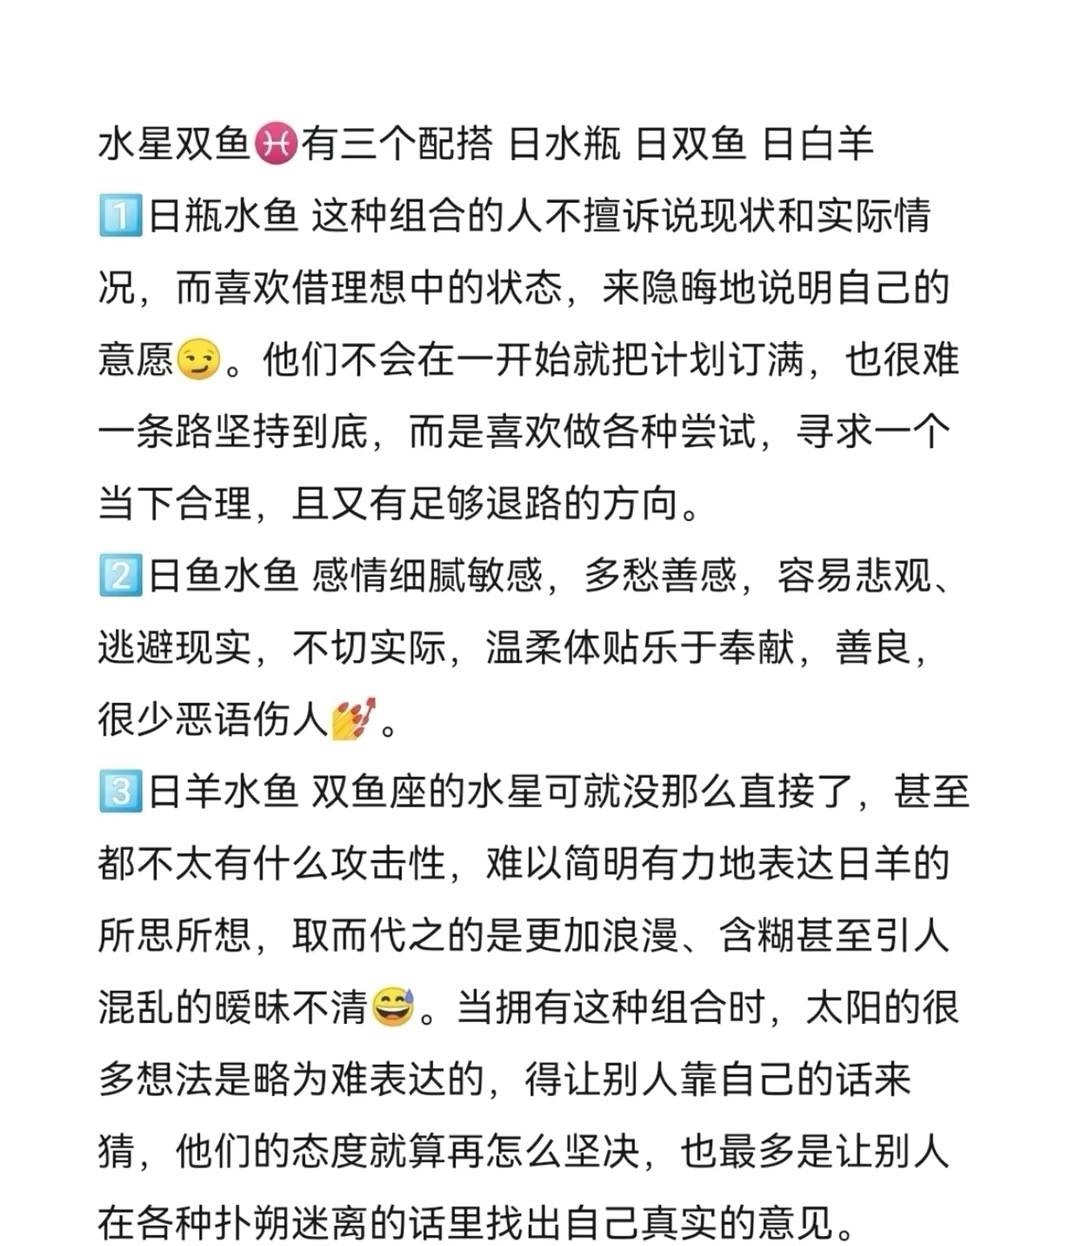 水星双鱼♓有三个配搭 日水瓶 日双鱼 日白羊
1️⃣日瓶水鱼 这种组合的人不擅诉说现状和实际情
况，而喜欢借理想中的状态，来隐晦地说明自己的
意愿😏。他们不会在一开始就把计划订满，也很难
一条路坚持到底，而是喜欢做各种尝试，寻求一个
当下合理，且又有足够退路的方向。
2️⃣日鱼水鱼 感情细腻敏感，多愁善感，容易悲观、
逃避现实，不切实际，温柔体贴乐于奉献，善良，
很少恶语伤人💅。
3️⃣日羊水鱼 双鱼座的水星可就没那么直接了，甚至
都不太有什么攻击性，难以简明有力地表达日羊的
所思所想，取而代之的是更加浪漫、含糊甚至引人
混乱的暧昧不清😅。当拥有这种组合时，太阳的很
多想法是略为难表达的，得让别人靠自己的话来
猜，他们的态度就算再怎么坚决，也最多是让别人
在各种扑朔迷离的话里找出自己真实的意见。